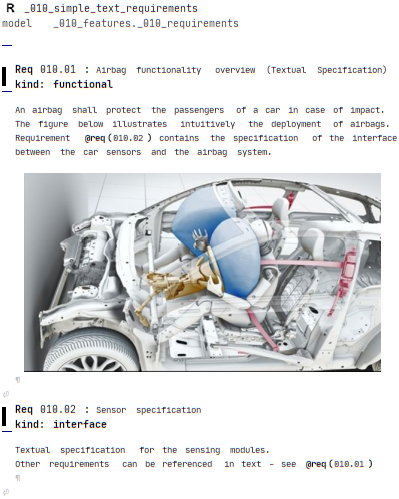 R _010_simple_text_requirements
model _010_features._010_requirements
Req 010.01 : Airbag functionality overview (Textual Specification)
kind: functional
An airbag shall protect the passengers of a car in case of impact.
The figure below illustrates intuitively the deployment of airbags.
Requirement @req(010.02) contains the specification of the interface
between the car sensors and the airbag system.
¶
Req 010.02 : Sensor specification
kind: interface
Textual specification for the sensing modules.
Other requirements can be referenced in text - see @req(010.01)
¶